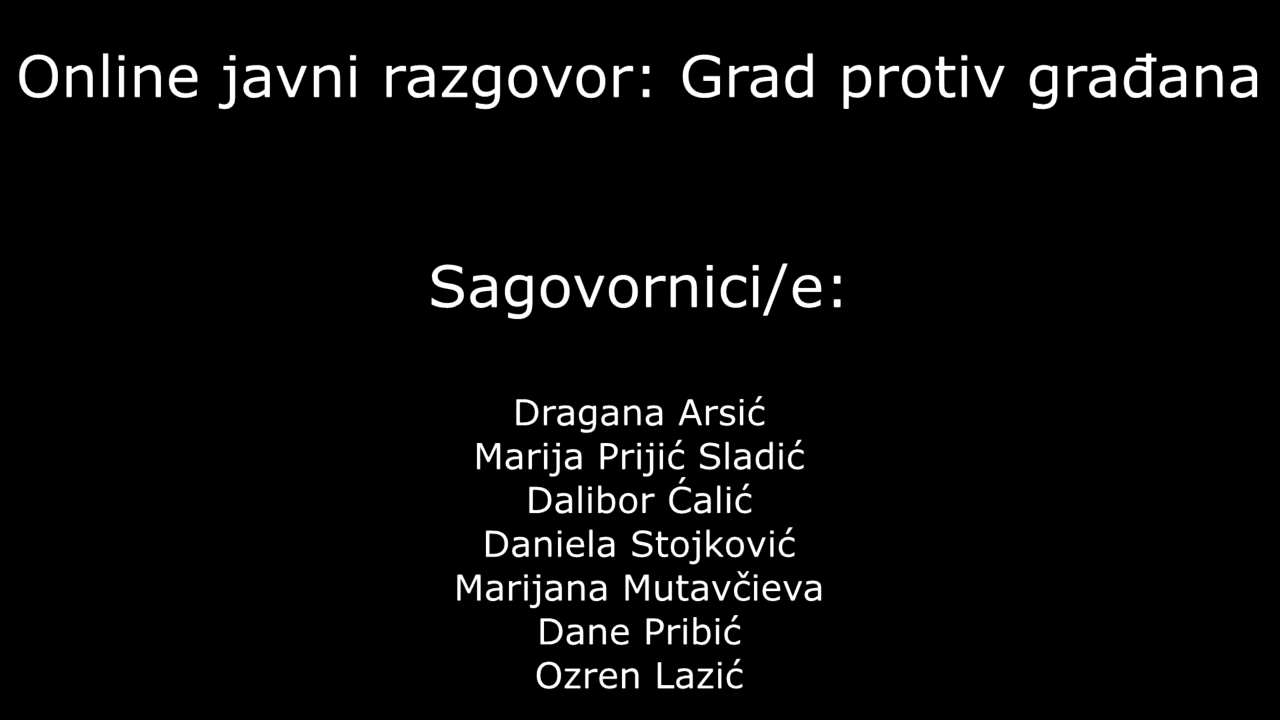 Online javni razgovor: Grad protiv građana
Sagovornici/e:
Dragana Arsić
Marija Prijić Sladić
Dalibor Ćalić
Daniela Stojković
Marijana Mutavčieva
Dane Pribić
Ozren Lazić